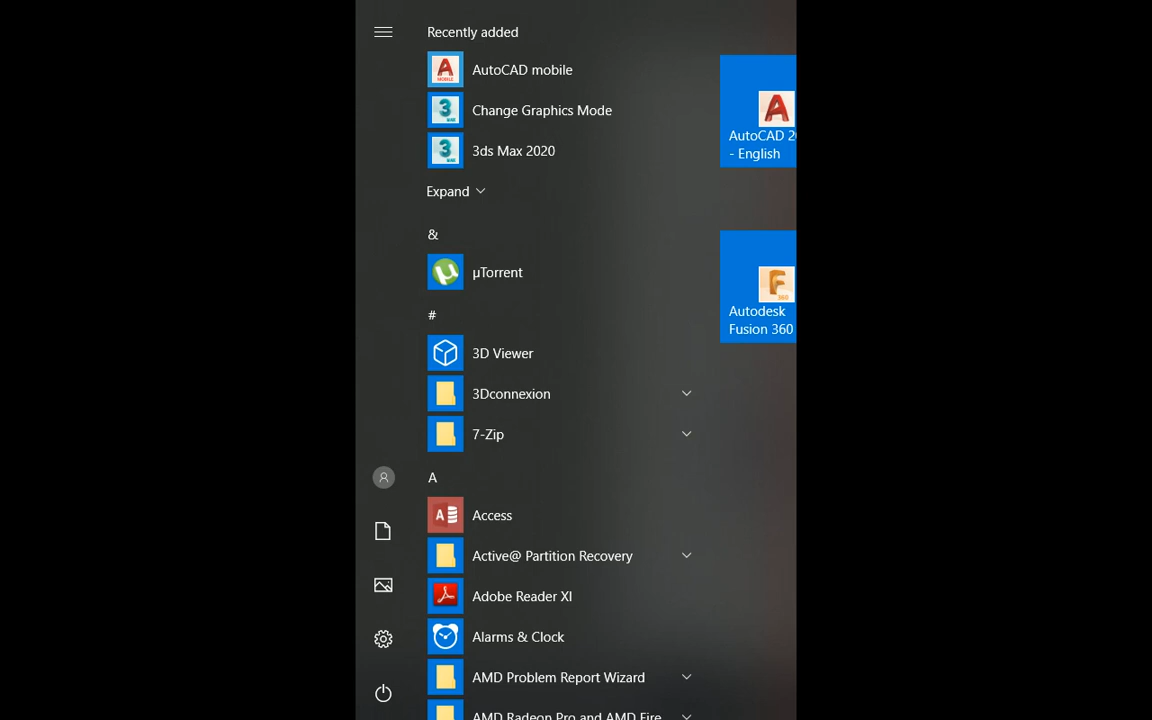 Recently added
AutoCAD mobile
Change Graphics Mode
3ds Max 2020
Expand
&
µTorrent
#
3D Viewer
3Dconnexion
7-Zip
A
Access
Active@ Partition Recovery
Adobe Reader XI
Alarms & Clock
AMD Problem Report Wizard
AMD Radeon Pro and AMD Fire
AutoCAD 2
- English
Autodesk
Fusion 360